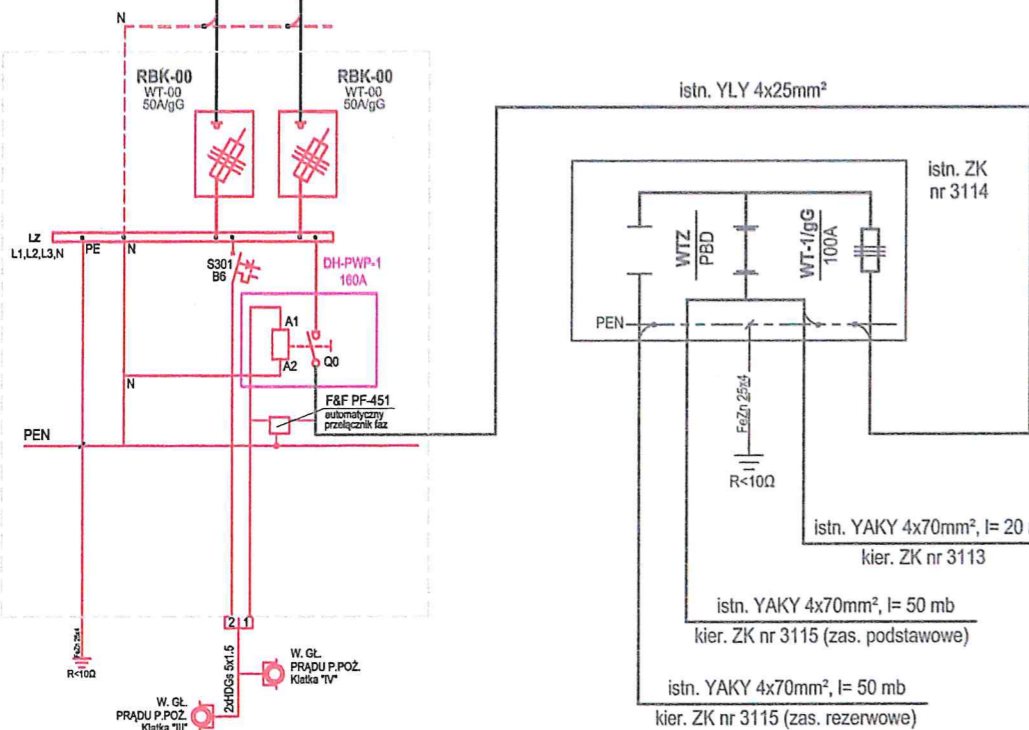 N
RBK-00
WT-00
50A/gG
RBK-00
WT-00
50A/gG
LZ
L1,L2,L3,N
PE
N
S301
B6
DH-PWP-1
160A
A1
A2
Q0
N
F&F PF-451
automatyczny
przełącznik faz
PEN
FeZn 25x4
R<10Ω
2 1
2xHDGs 5x1.5
W. GŁ.
PRĄDU P.POŻ.
Klatka "IV"
W. GŁ.
PRĄDU P.POŻ.
Klatka "III"
istn. YLY 4x25mm²
istn. ZK
nr 3114
WTZ
PBD
WT-1/gG
100A
PEN
FeZn 25x4
R<10Ω
istn. YAKY 4x70mm², l= 20
kier. ZK nr 3113
istn. YAKY 4x70mm², l= 50 mb
kier. ZK nr 3115 (zas. podstawowe)
istn. YAKY 4x70mm², l= 50 mb
kier. ZK nr 3115 (zas. rezerwowe)